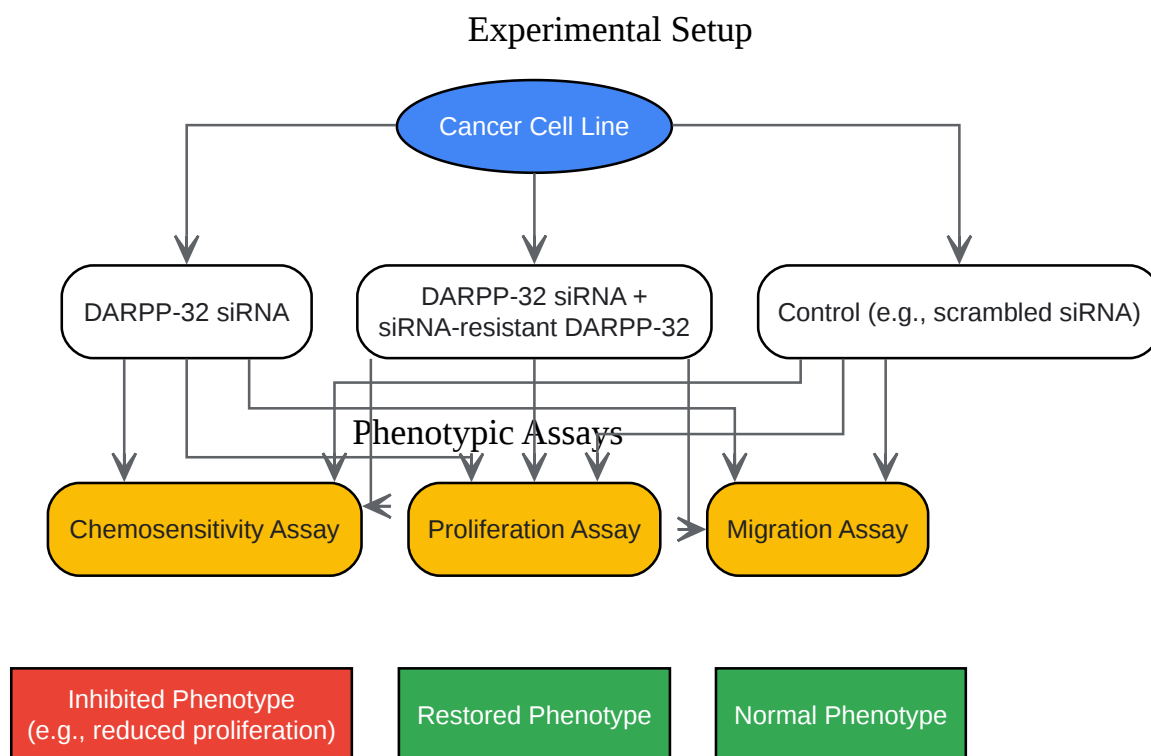 Experimental Setup
Cancer Cell Line
DARPP-32 siRNA
DARPP-32 siRNA +
siRNA-resistant DARPP-32
Control (e.g., scrambled siRNA)
Phenotypic Assays
Chemosensitivity Assay
Proliferation Assay
Migration Assay
Inhibited Phenotype
(e.g., reduced proliferation)
Restored Phenotype
Normal Phenotype